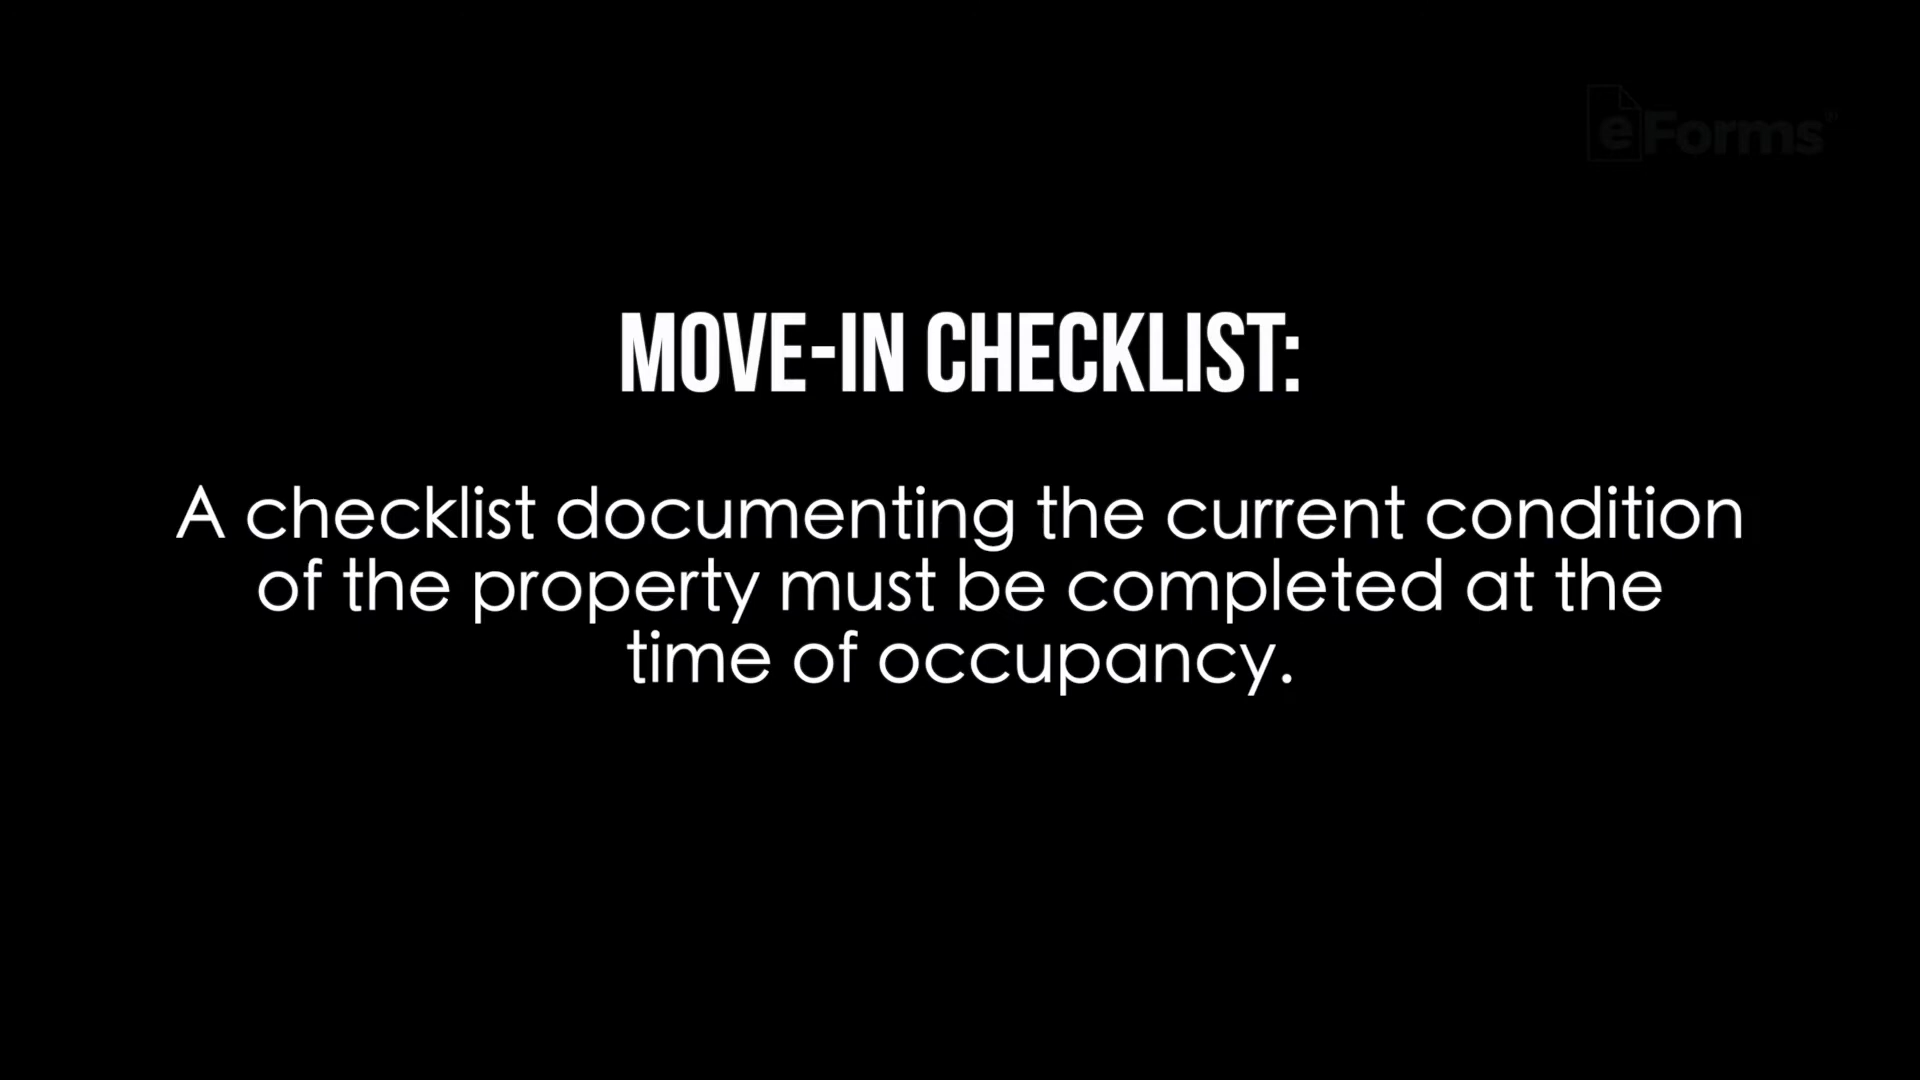 eForms
MOVE-IN CHECKLIST:
A checklist documenting the current condition
of the property must be completed at the
time of occupancy.